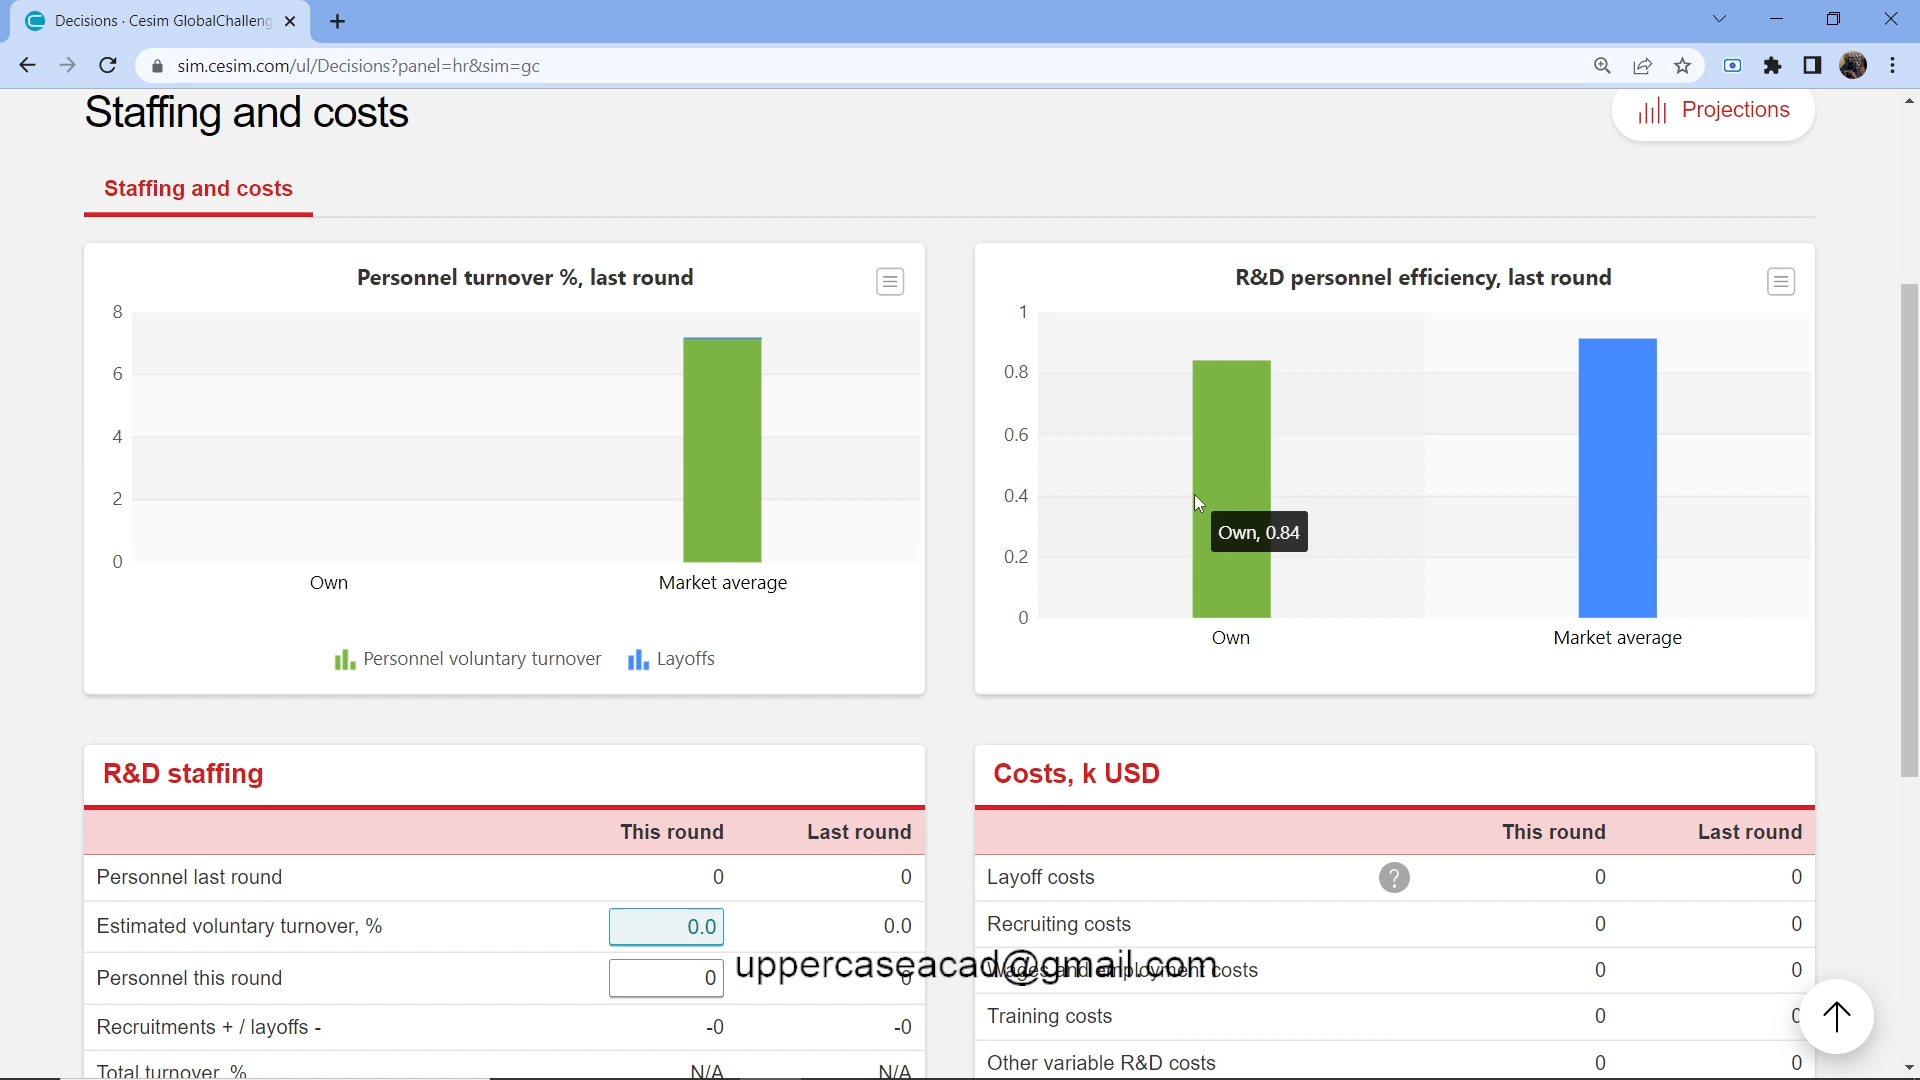 Decisions · Cesim GlobalChalleng
sim.cesim.com/ul/Decisions?panel=hr&sim=gc
Staffing and costs
Projections
Staffing and costs
Personnel turnover %, last round
8
6
4
2
0
Own
Market average
Personnel voluntary turnover
Layoffs
R&D personnel efficiency, last round
1
0.8
0.6
0.4
0.2
0
Own, 0.84
Own
Market average
R&D staffing
This round Last round
Personnel last round 0 0
Estimated voluntary turnover, % 0.0 0.0
Personnel this round 0 0
Recruitments + / layoffs - -0 -0
Total turnover, % N/A N/A
Costs, k USD
This round Last round
Layoff costs ? 0 0
Recruiting costs 0 0
Wages and employment costs 0 0
Training costs 0 0
Other variable R&D costs 0 0
uppercaseacad@gmail.com